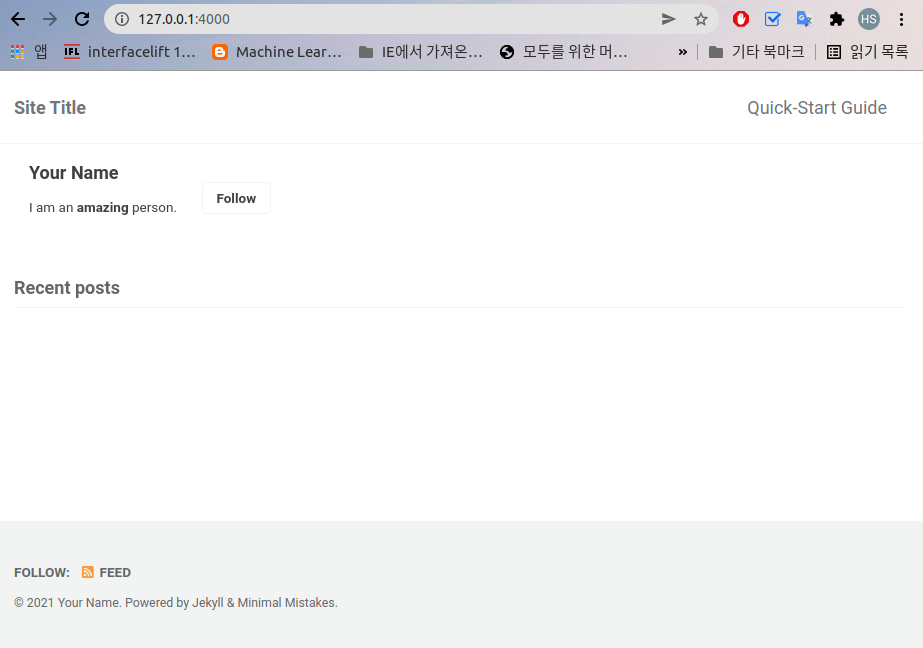 127.0.0.1:4000
HS
앱 IFL interfacelift 1... Machine Lear... IE에서 가져온... 모두를 위한 머... » 기타 북마크 읽기 목록
Site Title Quick-Start Guide
Your Name
I am an amazing person.
Follow
Recent posts
FOLLOW: FEED
© 2021 Your Name. Powered by Jekyll & Minimal Mistakes.